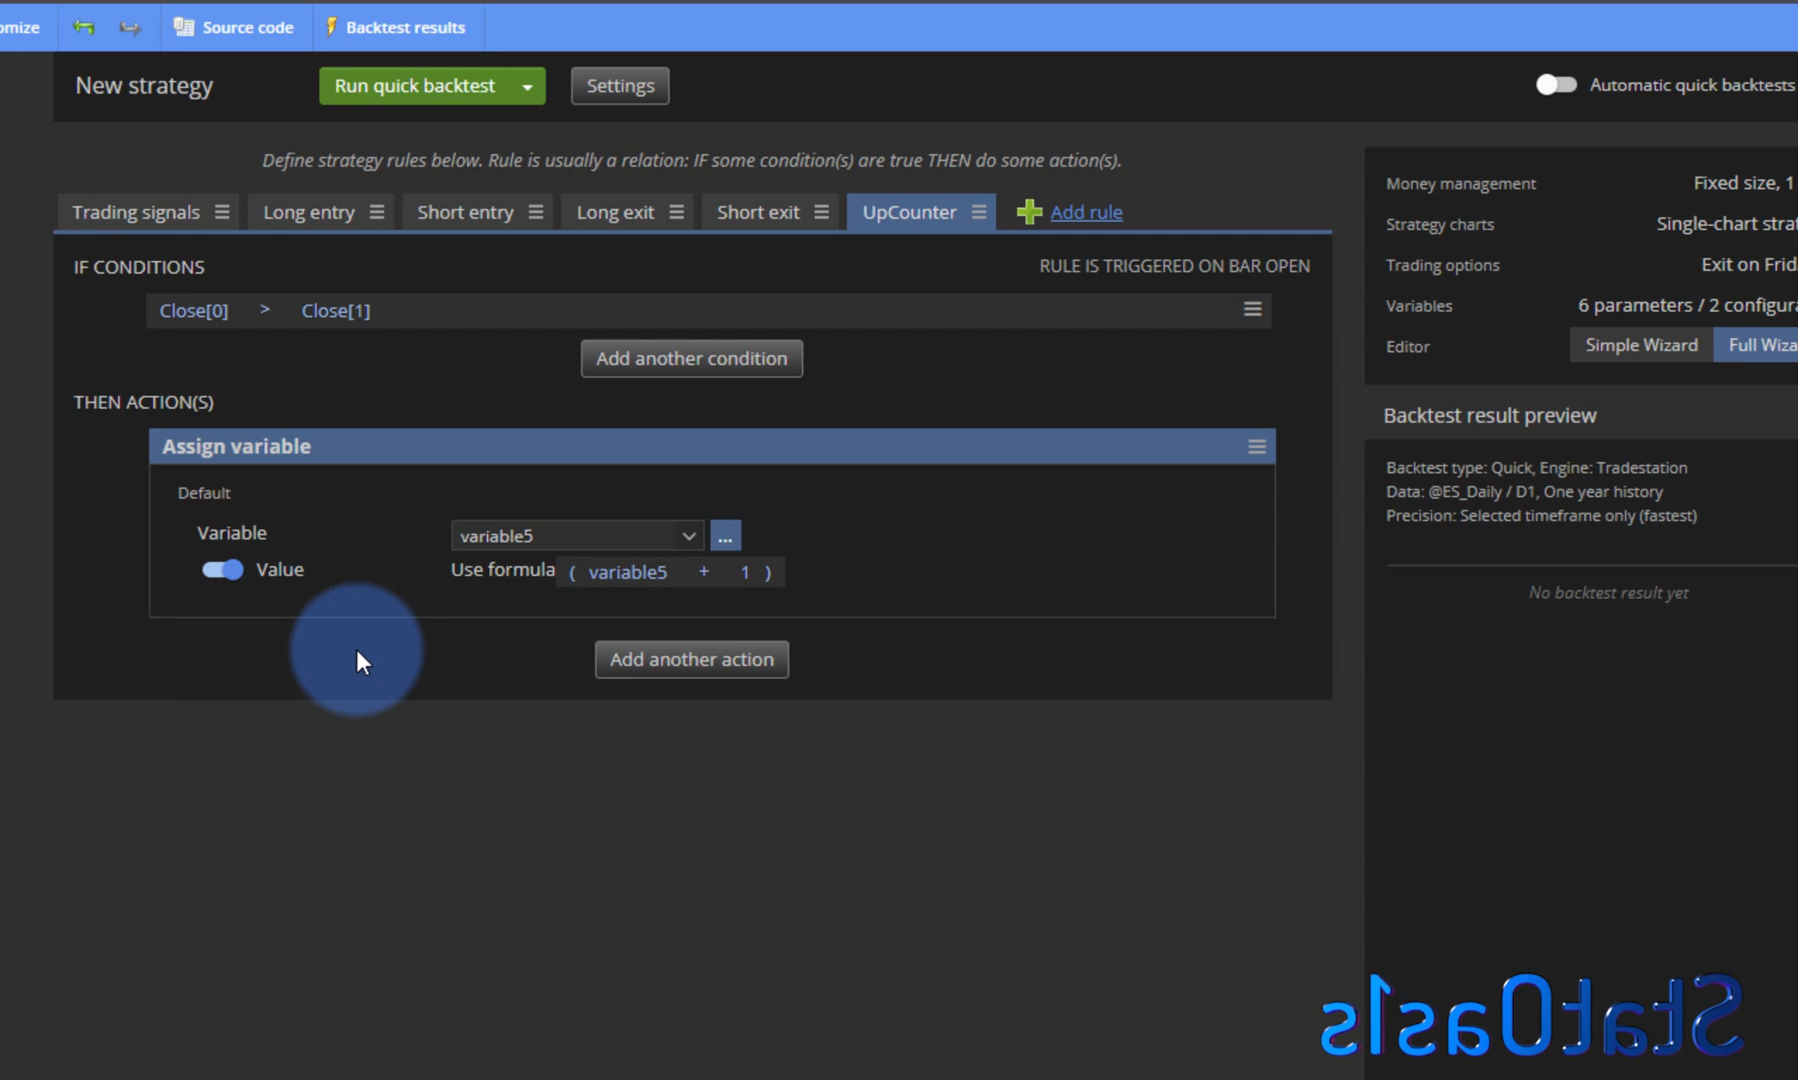 omize
Source code
Backtest results
New strategy
Run quick backtest
Settings
Automatic quick backtests
Define strategy rules below. Rule is usually a relation: IF some condition(s) are true THEN do some action(s).
Trading signals
Long entry
Short entry
Long exit
Short exit
UpCounter
Add rule
IF CONDITIONS
RULE IS TRIGGERED ON BAR OPEN
Close[0] > Close[1]
Add another condition
THEN ACTION(S)
Assign variable
Default
Variable
variable5
...
Value
Use formula ( variable5 + 1 )
Add another action
Money management Fixed size, 1
Strategy charts Single-chart strat
Trading options Exit on Frid
Variables 6 parameters / 2 configura
Editor
Simple Wizard
Full Wiza
Backtest result preview
Backtest type: Quick, Engine: Tradestation
Data: @ES_Daily / D1, One year history
Precision: Selected timeframe only (fastest)
No backtest result yet
StatOas1s